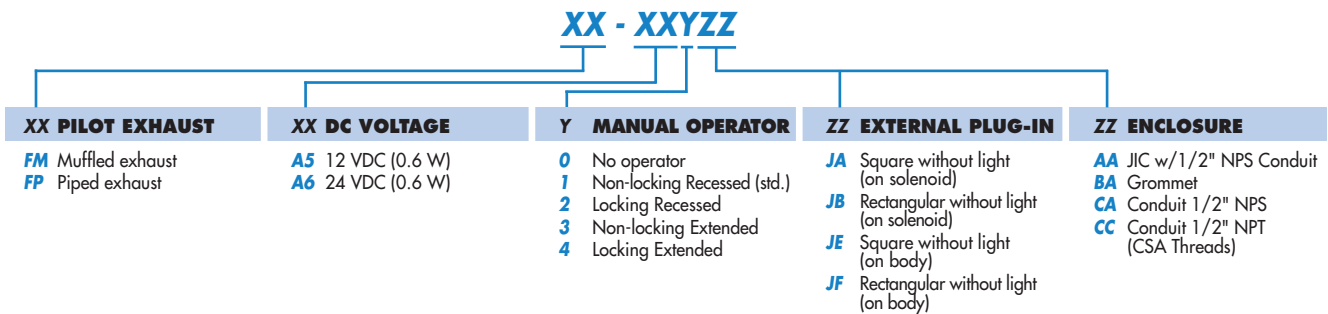 XX - XXYZZ
XX PILOT EXHAUST
FM Muffled exhaust
FP Piped exhaust
XX DC VOLTAGE
A5 12 VDC (0.6 W)
A6 24 VDC (0.6 W)
Y MANUAL OPERATOR
0 No operator
1 Non-locking Recessed (std.)
2 Locking Recessed
3 Non-locking Extended
4 Locking Extended
ZZ EXTERNAL PLUG-IN
JA Square without light
(on solenoid)
JB Rectangular without light
(on solenoid)
JE Square without light
(on body)
JF Rectangular without light
(on body)
ZZ ENCLOSURE
AA JIC w/1/2" NPS Conduit
BA Grommet
CA Conduit 1/2" NPS
CC Conduit 1/2" NPT
(CSA Threads)